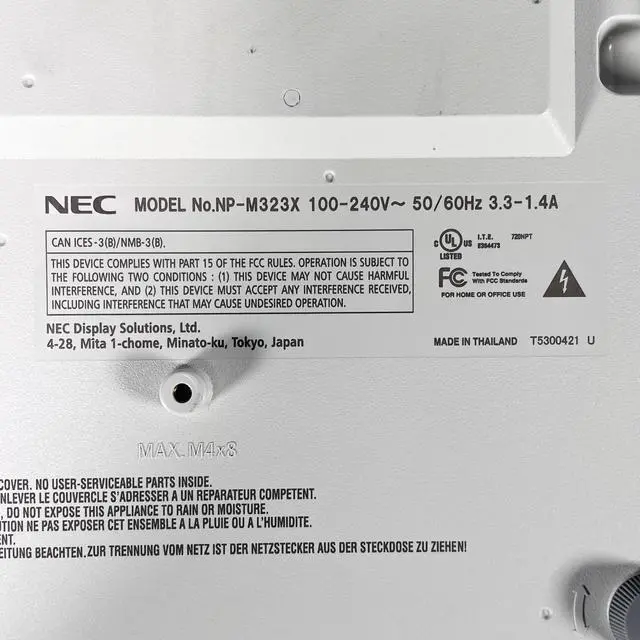 NEC MODEL No.NP-M323X 100-240V~ 50/60Hz 3.3-1.4A
CAN ICES-3(B)/NMB-3(B).
THIS DEVICE COMPLIES WITH PART 15 OF THE FCC RULES. OPERATION IS SUBJECT TO
THE FOLLOWING TWO CONDITIONS : (1) THIS DEVICE MAY NOT CAUSE HARMFUL
INTERFERENCE, AND (2) THIS DEVICE MUST ACCEPT ANY INTERFERENCE RECEIVED,
INCLUDING INTERFERENCE THAT MAY CAUSE UNDESIRED OPERATION.
C UL US
LISTED
I.T.E. 720NPT
E354473
FC Tested To Comply
With FCC Standards
FOR HOME OR OFFICE USE
NEC Display Solutions, Ltd.
4-28, Mita 1-chome, Minato-ku, Tokyo, Japan
MADE IN THAILAND T5300421 U
MAX. M4x8
COVER. NO USER-SERVICEABLE PARTS INSIDE.
ENLEVER LE COUVERCLE S'ADRESSER A UN REPARATEUR COMPETENT.
, DO NOT EXPOSE THIS APPLIANCE TO RAIN OR MOISTURE.
TION NE PAS EXPOSER CET ENSEMBLE A LA PLUIE OU A L'HUMIDITE.
ENT.
EITUNG BEACHTEN.ZUR TRENNUNG VOM NETZ IST DER NETZSTECKER AUS DER STECKDOSE ZU ZIEHEN!